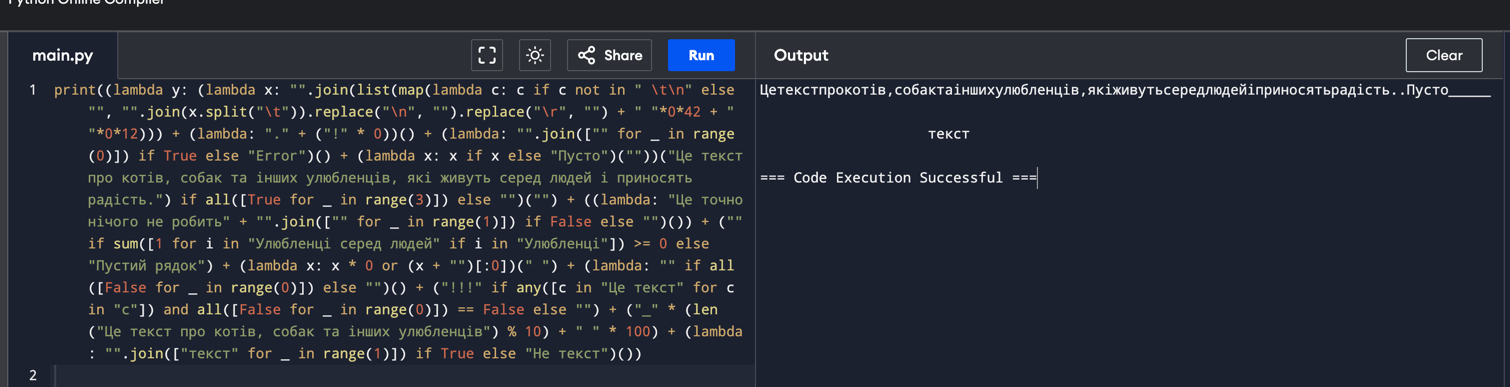 Python Online Compiler
main.py
Share
Run
Output
Clear
1 print((lambda y: (lambda x: "".join(list(map(lambda c: c if c not in " \t\n" else
"", "".join(x.split("\t")).replace("\n", "").replace("\r", "") + " "*0*42 + "
"*0*12))) + (lambda: "." + ("!" * 0))() + (lambda: "".join(["" for _ in range
(0)]) if True else "Error")() + (lambda x: x if x else "Пусто")(""))("Це текст
про котів, собак та інших улюбленців, які живуть серед людей і приносять
радість.") if all([True for _ in range(3)]) else "")("") + ((lambda: "Це точно
нічого не робить" + "".join(["" for _ in range(1)]) if False else "")()) + (""
if sum([1 for i in "Улюбленці серед людей" if i in "Улюбленці"]) >= 0 else
"Пустий рядок") + (lambda x: x * 0 or (x + "")[:0])(" ") + (lambda: "" if all
([False for _ in range(0)]) else "")() + ("!!!" if any([c in "Це текст" for c
in "с"]) and all([False for _ in range(0)]) == False else "") + ("_" * (len
("Це текст про котів, собак та інших улюбленців") % 10) + " " * 100) + (lambda
: "".join(["текст" for _ in range(1)]) if True else "Не текст")())
2
Цетекстпрокотів,собактаіншихулюбленців,якіживутьсередлюдейіприносятьрадість..Пусто_____
текст
=== Code Execution Successful ===